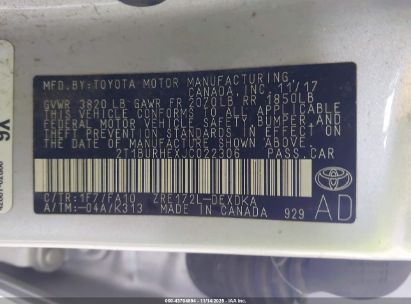 MFD.BY:TOYOTA MOTOR MANUFACTURING,
CANADA, INC. 11/17
GVWR 3820 LB GAWR FR 2070LB RR 1850LB
THIS VEHICLE CONFORMS TO ALL APPLICABLE
FEDERAL MOTOR VEHICLE SAFETY, BUMPER, AND
THEFT PREVENTION STANDARDS IN EFFECT ON
THE DATE OF MANUFACTURE SHOWN ABOVE.
2T1BURHEXJC022306 PASS.CAR
C/TR:1F7/FA10 ZRE172L-DEXDKA
A/TM:-04A/K313 MADE IN CANADA 929
TOYOTA
AD